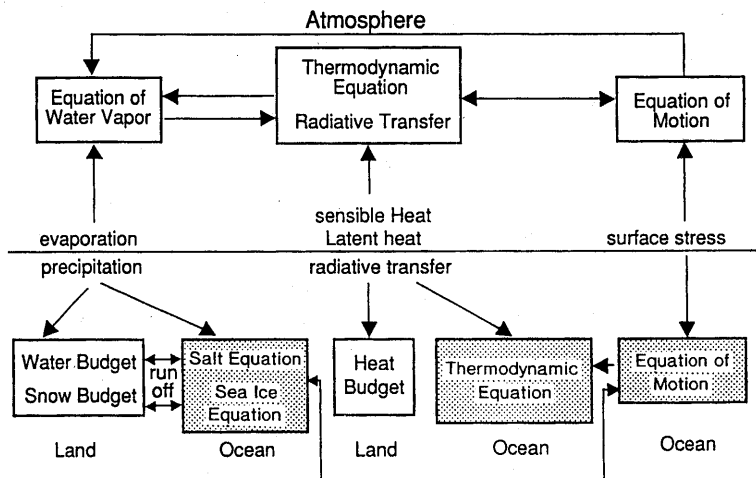 Atmosphere
Equation of
Water Vapor
Thermodynamic
Equation
Radiative Transfer
Equation of
Motion
sensible Heat
evaporation
Latent heat
surface stress
precipitation
radiative transfer
Water Budget
Snow Budget
run
off
Salt Equation
Sea Ice
Equation
Heat
Budget
Thermodynamic
Equation
Equation of
Motion
Land
Ocean
Land
Ocean
Ocean